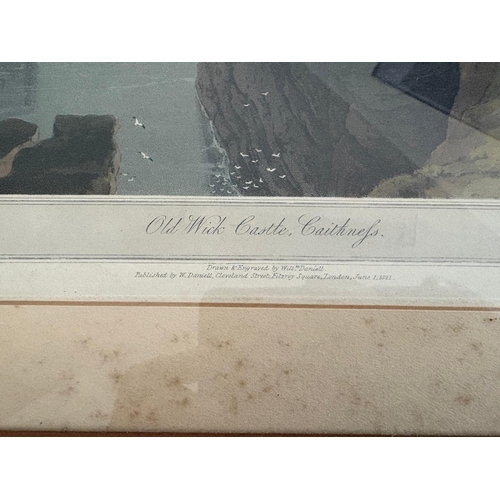 Old Wick Castle, Caithneſs.
Drawn & Engraved by Willm. Daniell.
Published by W. Daniell, Cleveland Street, Fitzroy Square, London, June 1, 1821.